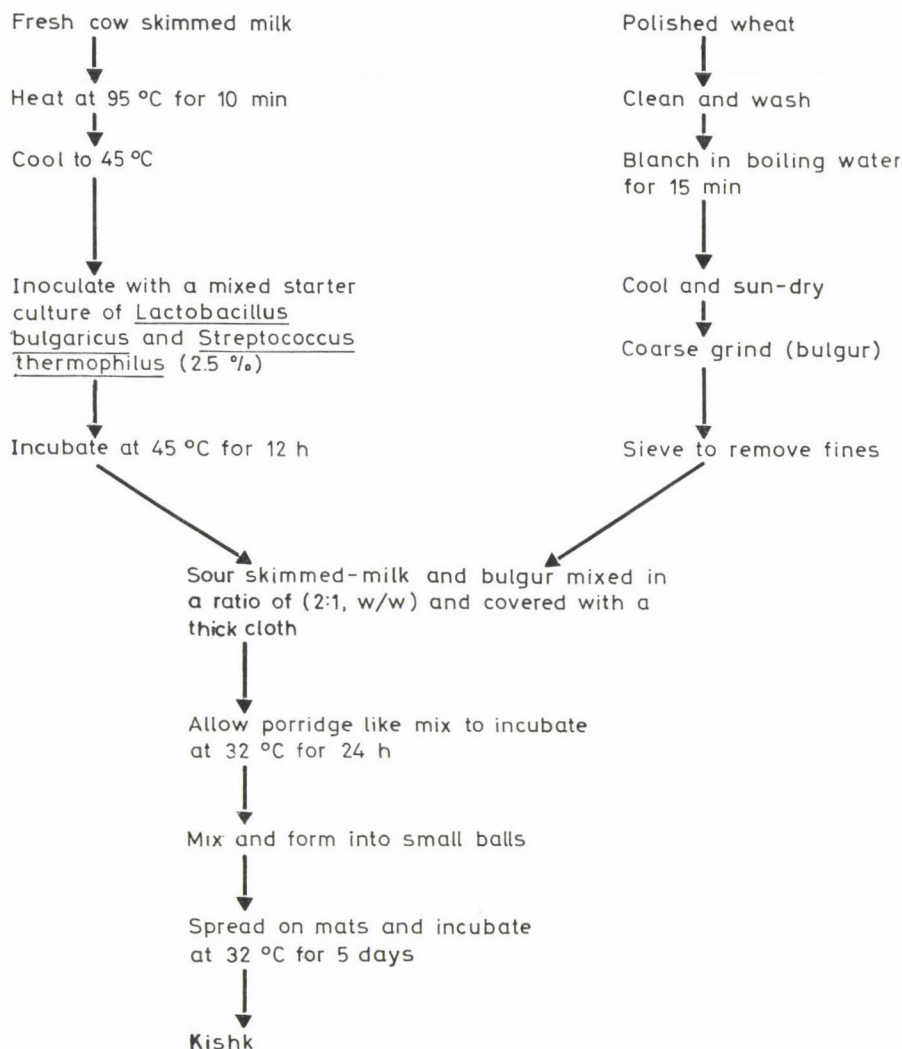 Fresh cow skimmed milk
Heat at 95 °C for 10 min
Cool to 45 °C
Inoculate with a mixed starter
culture of Lactobacillus
bulgaricus and Streptococcus
thermophilus (2.5 %)
Incubate at 45 °C for 12 h
Polished wheat
Clean and wash
Blanch in boiling water
for 15 min
Cool and sun-dry
Coarse grind (bulgur)
Sieve to remove fines
Sour skimmed-milk and bulgur mixed in
a ratio of (2:1, w/w) and covered with a
thick cloth
Allow porridge like mix to incubate
at 32 °C for 24 h
Mix and form into small balls
Spread on mats and incubate
at 32 °C for 5 days
Kishk